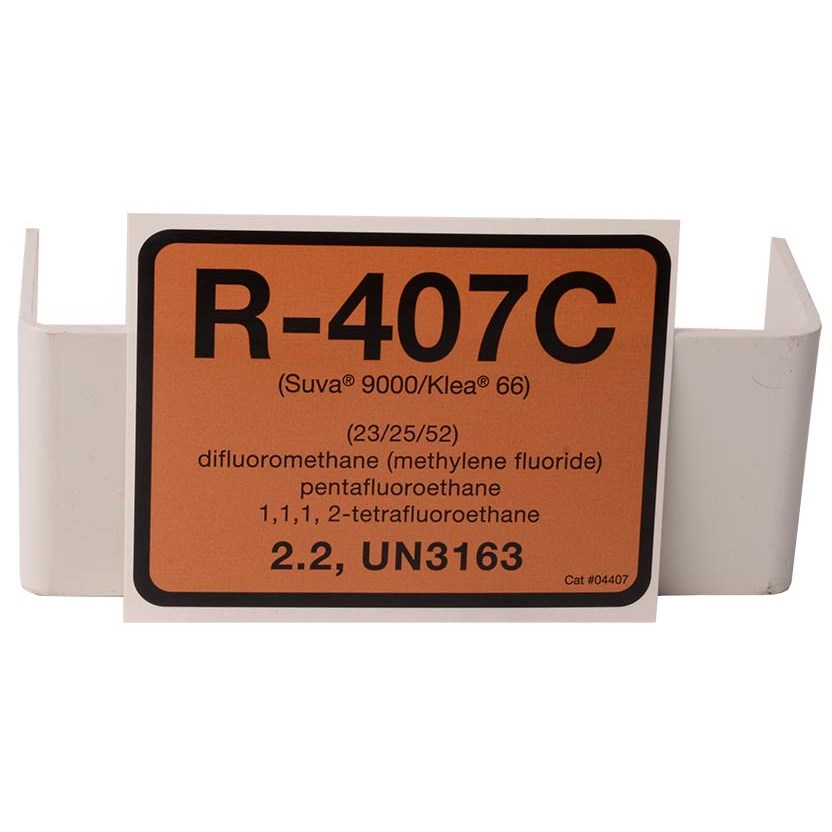 R-407C
(Suva® 9000/Klea® 66)
(23/25/52)
difluoromethane (methylene fluoride)
pentafluoroethane
1,1,1, 2-tetrafluoroethane
2.2, UN3163
Cat #04407